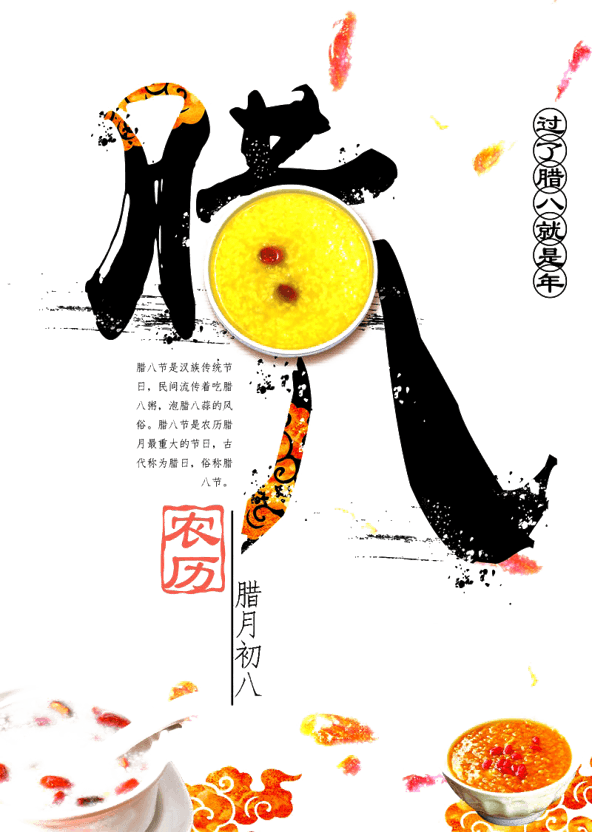 腊八
过了腊八就是年
腊八节是汉族传统节
日，民间流传着吃腊
八粥，泡腊八蒜的风
俗。腊八节是农历腊
月最重大的节日，古
代称为腊日，俗称腊
八节。
农历
腊月初八